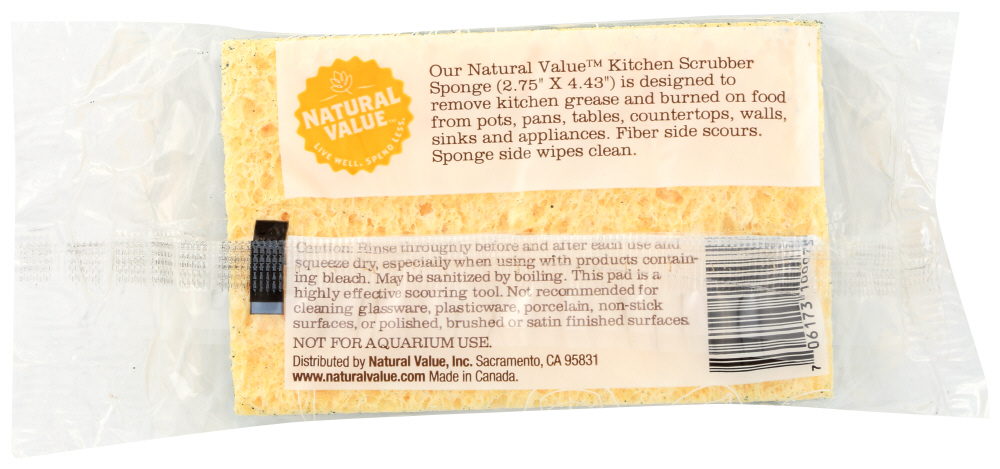 NATURAL
VALUE™
LIVE WELL. SPEND LESS.
Our Natural Value™ Kitchen Scrubber
Sponge (2.75" X 4.43") is designed to
remove kitchen grease and burned on food
from pots, pans, tables, countertops, walls,
sinks and appliances. Fiber side scours.
Sponge side wipes clean.
Caution: Rinse throughly before and after each use and
squeeze dry, especially when using with products contain-
ing bleach. May be sanitized by boiling. This pad is a
highly effective scouring tool. Not recommended for
cleaning glassware, plasticware, porcelain, non-stick
surfaces, or polished, brushed or satin finished surfaces.
NOT FOR AQUARIUM USE.
Distributed by Natural Value, Inc. Sacramento, CA 95831
www.naturalvalue.com Made in Canada.
7 06173